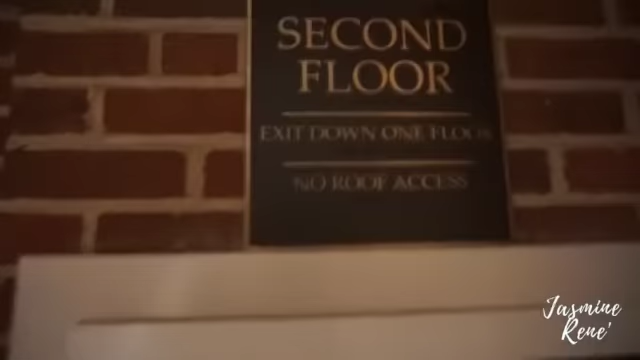 SECOND
FLOOR
EXIT DOWN ONE FLOOR
NO ROOF ACCESS
Jasmine
Rene'